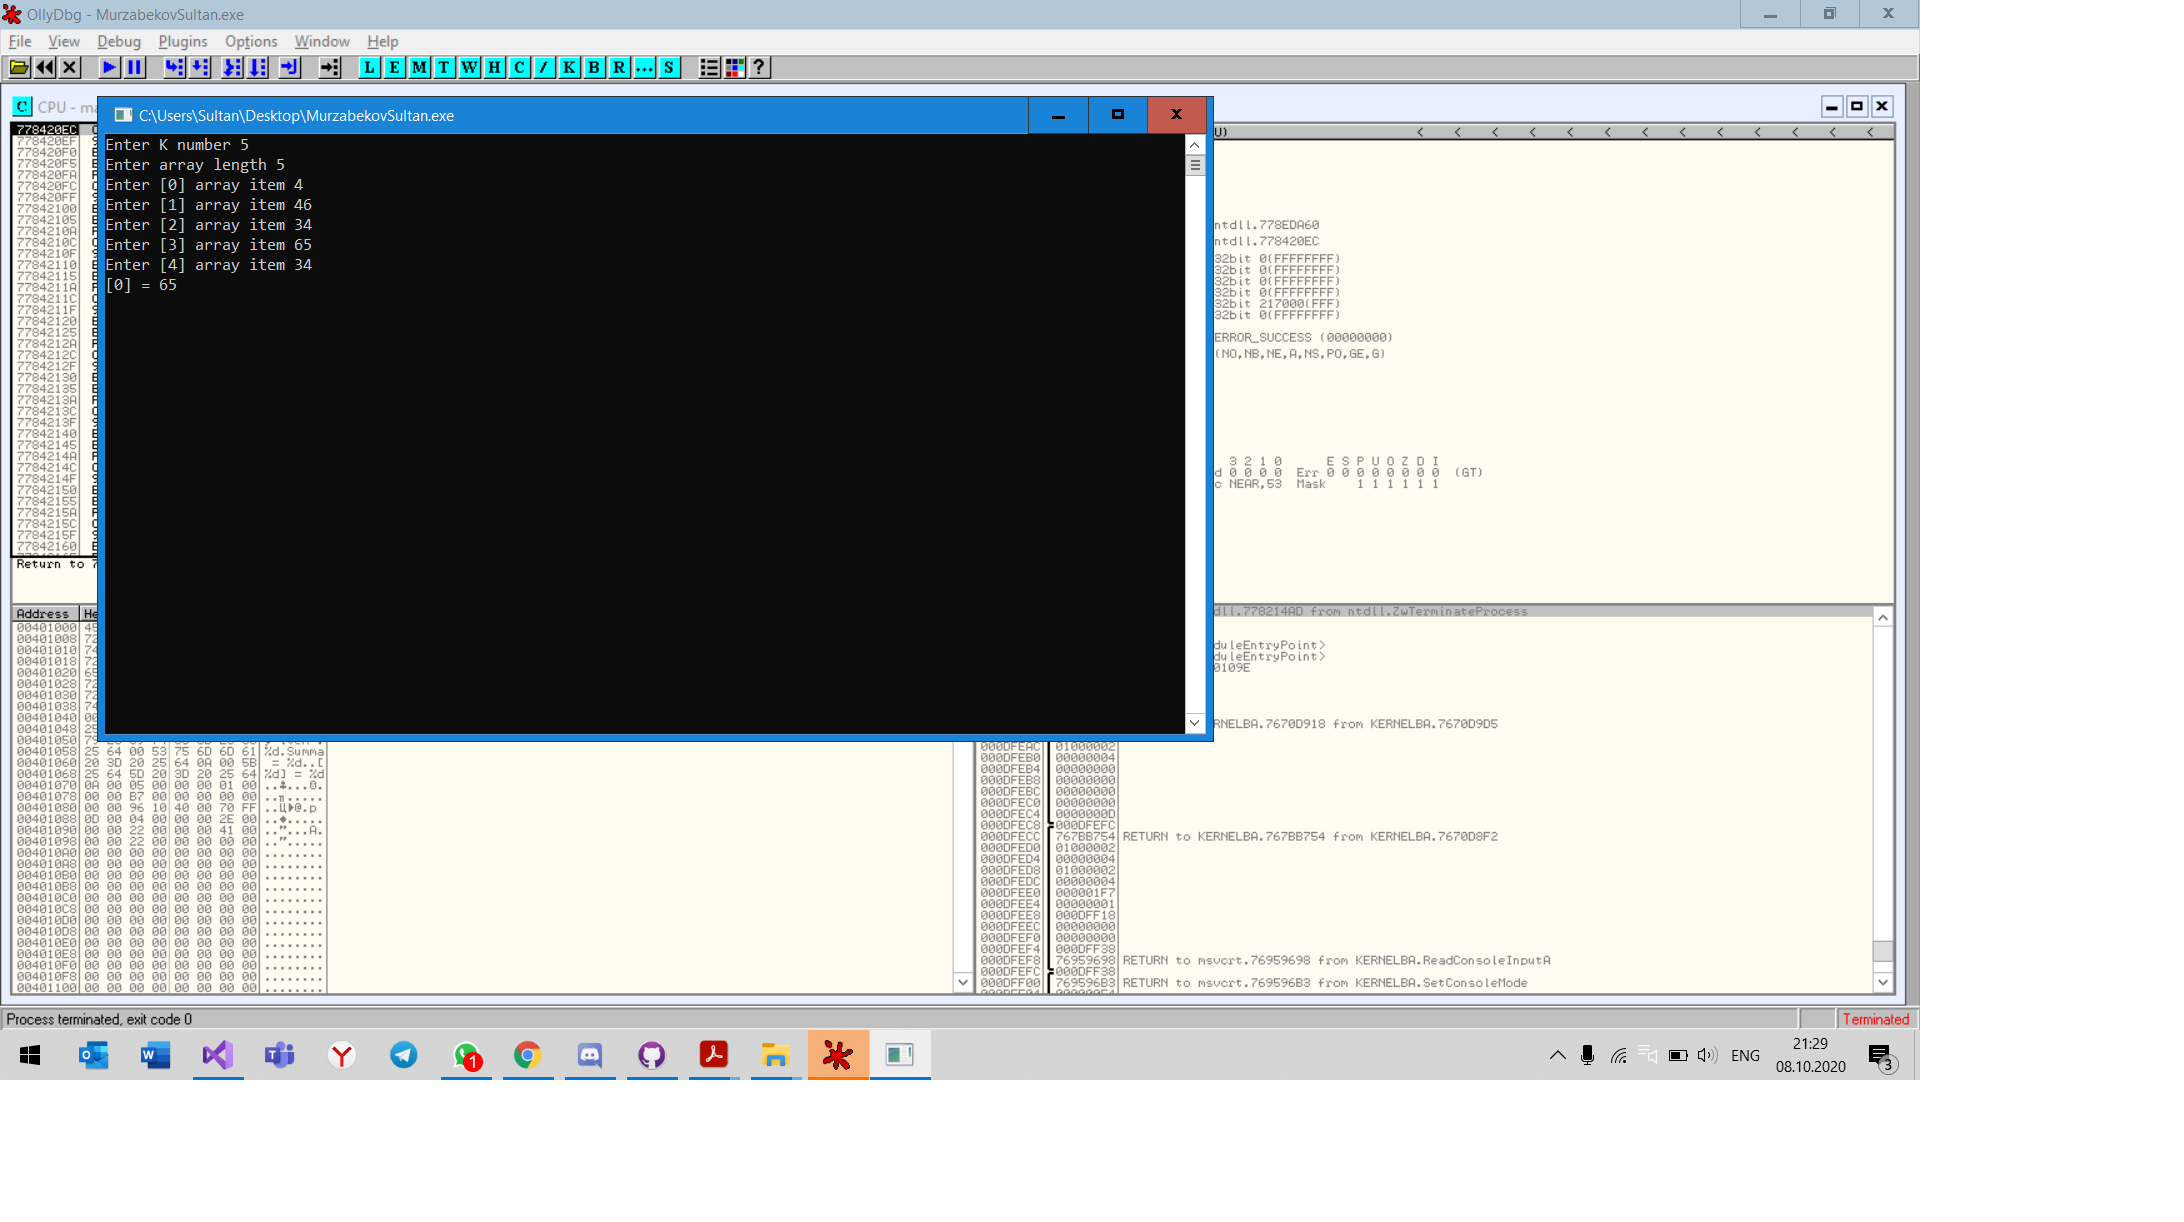 OllyDbg - MurzabekovSultan.exe
File View Debug Plugins Options Window Help
L E M T W H C / K B R ... S ?
C CPU - ma
C:\Users\Sultan\Desktop\MurzabekovSultan.exe
Enter K number 5
Enter array length 5
Enter [0] array item 4
Enter [1] array item 46
Enter [2] array item 34
Enter [3] array item 65
Enter [4] array item 34
[0] = 65
778420EC
778420EF
778420F0
778420F5
778420FA
778420FC
778420FF
77842100
77842105
7784210A
7784210C
7784210F
77842110
77842115
7784211A
7784211C
7784211F
77842120
77842125
7784212A
7784212C
7784212F
77842130
77842135
7784213A
7784213C
7784213F
77842140
77842145
7784214A
7784214C
7784214F
77842150
77842155
7784215A
7784215C
7784215F
77842160
Return to
U) < < < < < < < < < < < < <
ntdll.778EDA60
ntdll.778420EC
32bit 0(FFFFFFFF)
32bit 0(FFFFFFFF)
32bit 0(FFFFFFFF)
32bit 0(FFFFFFFF)
32bit 217000(FFF)
32bit 0(FFFFFFFF)
ERROR_SUCCESS (00000000)
(NO,NB,NE,A,NS,PO,GE,G)
3 2 1 0 E S P U O Z D I
d 0 0 0 0 Err 0 0 0 0 0 0 0 0 (GT)
c NEAR,53 Mask 1 1 1 1 1 1
Address He
00401000 45
00401008 72
00401010 74
00401018 72
00401020 65
00401028 72
00401030 72
00401038 74
00401040 00
00401048 25
00401050
00401058 25 64 00 53 75 6D 6D 61 %d.Summa
00401060 20 3D 20 25 64 0A 00 5B = %d..[
00401068 25 64 5D 20 3D 20 25 64 %d] = %d
00401070 0A 00 05 00 00 00 01 00
00401078 00 00 B7 00 00 00 00 00
00401080 00 00 96 10 40 00 70 FF
00401088 0D 00 04 00 00 00 2E 00
00401090 00 00 22 00 00 00 41 00 .."...A.
00401098 00 00 22 00 00 00 00 00 ..".....
004010A0 00 00 00 00 00 00 00 00 ........
004010A8 00 00 00 00 00 00 00 00 ........
004010B0 00 00 00 00 00 00 00 00 ........
004010B8 00 00 00 00 00 00 00 00 ........
004010C0 00 00 00 00 00 00 00 00 ........
004010C8 00 00 00 00 00 00 00 00 ........
004010D0 00 00 00 00 00 00 00 00 ........
004010D8 00 00 00 00 00 00 00 00 ........
004010E0 00 00 00 00 00 00 00 00 ........
004010E8 00 00 00 00 00 00 00 00 ........
004010F0 00 00 00 00 00 00 00 00 ........
004010F8 00 00 00 00 00 00 00 00 ........
00401100 00 00 00 00 00 00 00 00 ........
dll.778214AD from ntdll.ZwTerminateProcess
duleEntryPoint>
duleEntryPoint>
0109E
RNELBA.7670D918 from KERNELBA.7670D9D5
000DFEAC 01000002
000DFEB0 00000004
000DFEB4 00000000
000DFEB8 00000000
000DFEBC 00000000
000DFEC0 00000000
000DFEC4 0000000D
000DFEC8 000DFEFC
000DFECC 767BB754 RETURN to KERNELBA.767BB754 from KERNELBA.7670D8F2
000DFED0 01000002
000DFED4 00000004
000DFED8 01000002
000DFEDC 00000004
000DFEE0 000001F7
000DFEE4 00000001
000DFEE8 000DFF18
000DFEEC 00000000
000DFEF0 00000000
000DFEF4 000DFF38
000DFEF8 76959698 RETURN to msvcrt.76959698 from KERNELBA.ReadConsoleInputA
000DFEFC 000DFF38
000DFF00 769596B3 RETURN to msvcrt.769596B3 from KERNELBA.SetConsoleMode
Process terminated, exit code 0
Terminated
1
ENG
21:29
08.10.2020
3